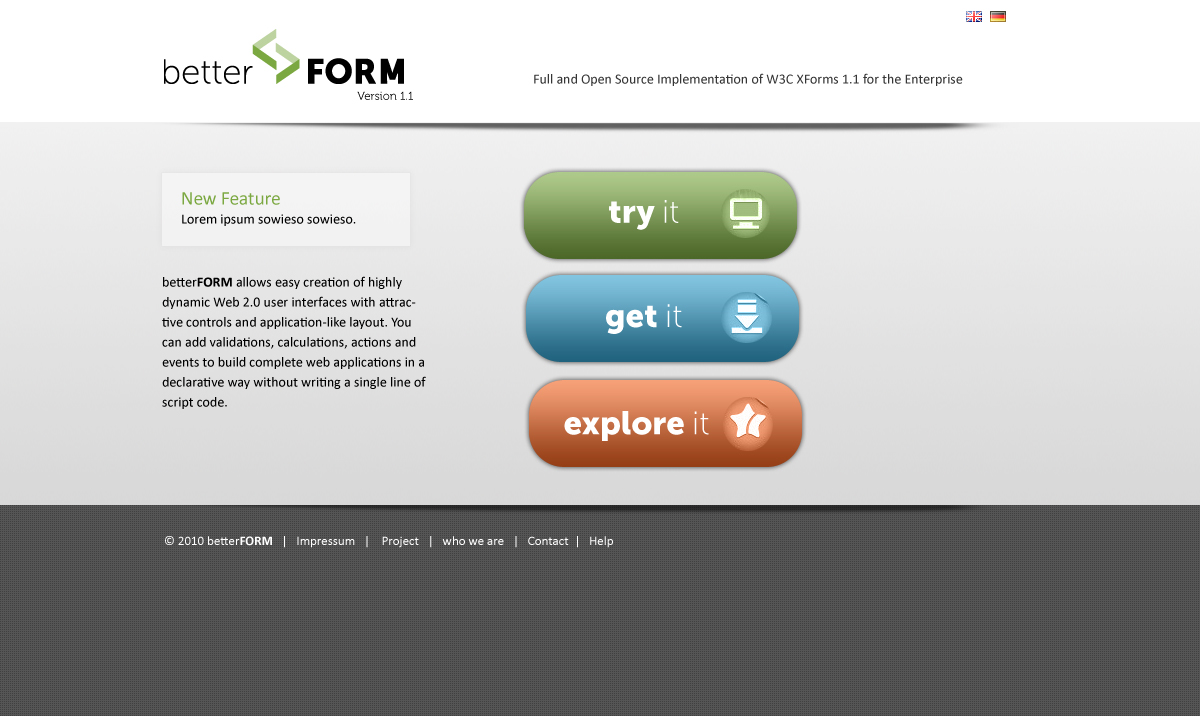 betterFORM
Version 1.1
Full and Open Source Implementation of W3C XForms 1.1 for the Enterprise
New Feature
Lorem ipsum sowieso sowieso.
betterFORM allows easy creation of highly
dynamic Web 2.0 user interfaces with attrac-
tive controls and application-like layout. You
can add validations, calculations, actions and
events to build complete web applications in a
declarative way without writing a single line of
script code.
try it
get it
explore it
© 2010 betterFORM | Impressum | Project | who we are | Contact | Help